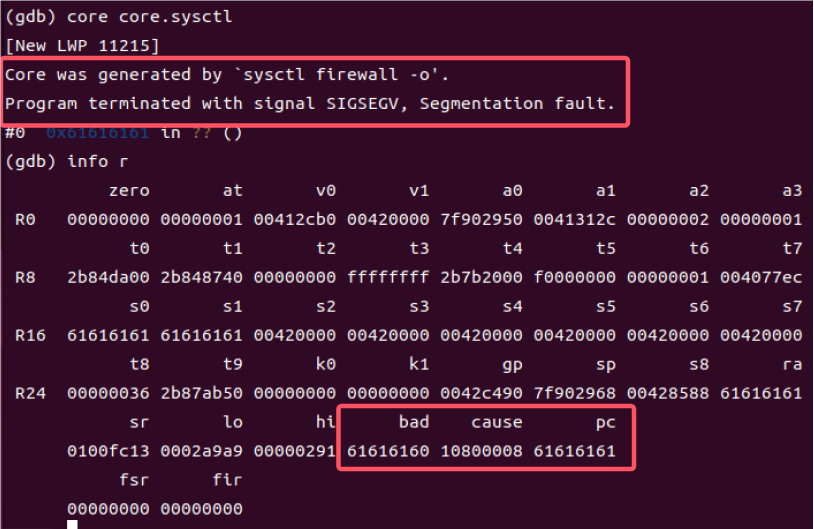 (gdb) core core.sysctl
[New LWP 11215]
Core was generated by `sysctl firewall -o'.
Program terminated with signal SIGSEGV, Segmentation fault.
#0  0x61616161 in ?? ()
(gdb) info r
zero at v0 v1 a0 a1 a2 a3
R0 00000000 00000001 00412cb0 00420000 7f902950 0041312c 00000002 00000001
t0 t1 t2 t3 t4 t5 t6 t7
R8 2b84da00 2b848740 00000000 ffffffff 2b7b2000 f0000000 00000001 004077ec
s0 s1 s2 s3 s4 s5 s6 s7
R16 61616161 61616161 00420000 00420000 00420000 00420000 00420000 00420000
t8 t9 k0 k1 gp sp s8 ra
R24 00000036 2b87ab50 00000000 00000000 0042c490 7f902968 00428588 61616161
sr lo hi bad cause pc
0100fc13 0002a9a9 00000291 61616160 10800008 61616161
fsr fir
00000000 00000000